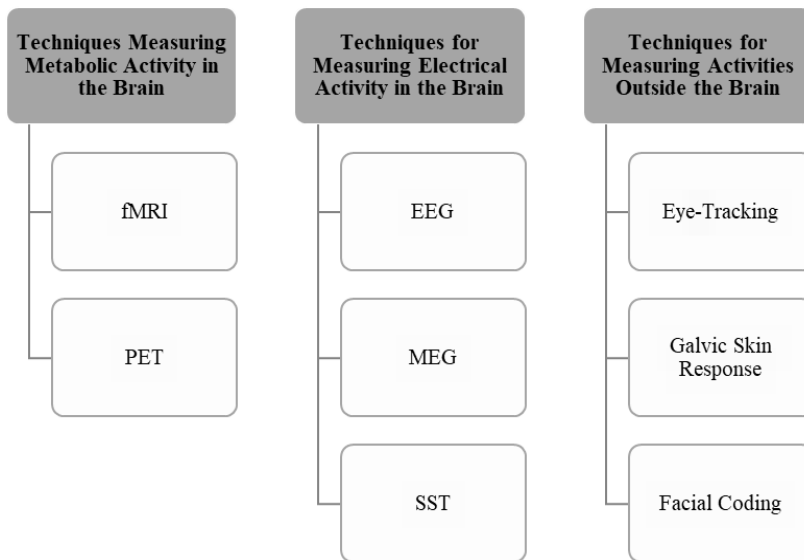 Techniques Measuring
Metabolic Activity in
the Brain
fMRI
PET
Techniques for
Measuring Electrical
Activity in the Brain
EEG
MEG
SST
Techniques for
Measuring Activities
Outside the Brain
Eye-Tracking
Galvic Skin
Response
Facial Coding